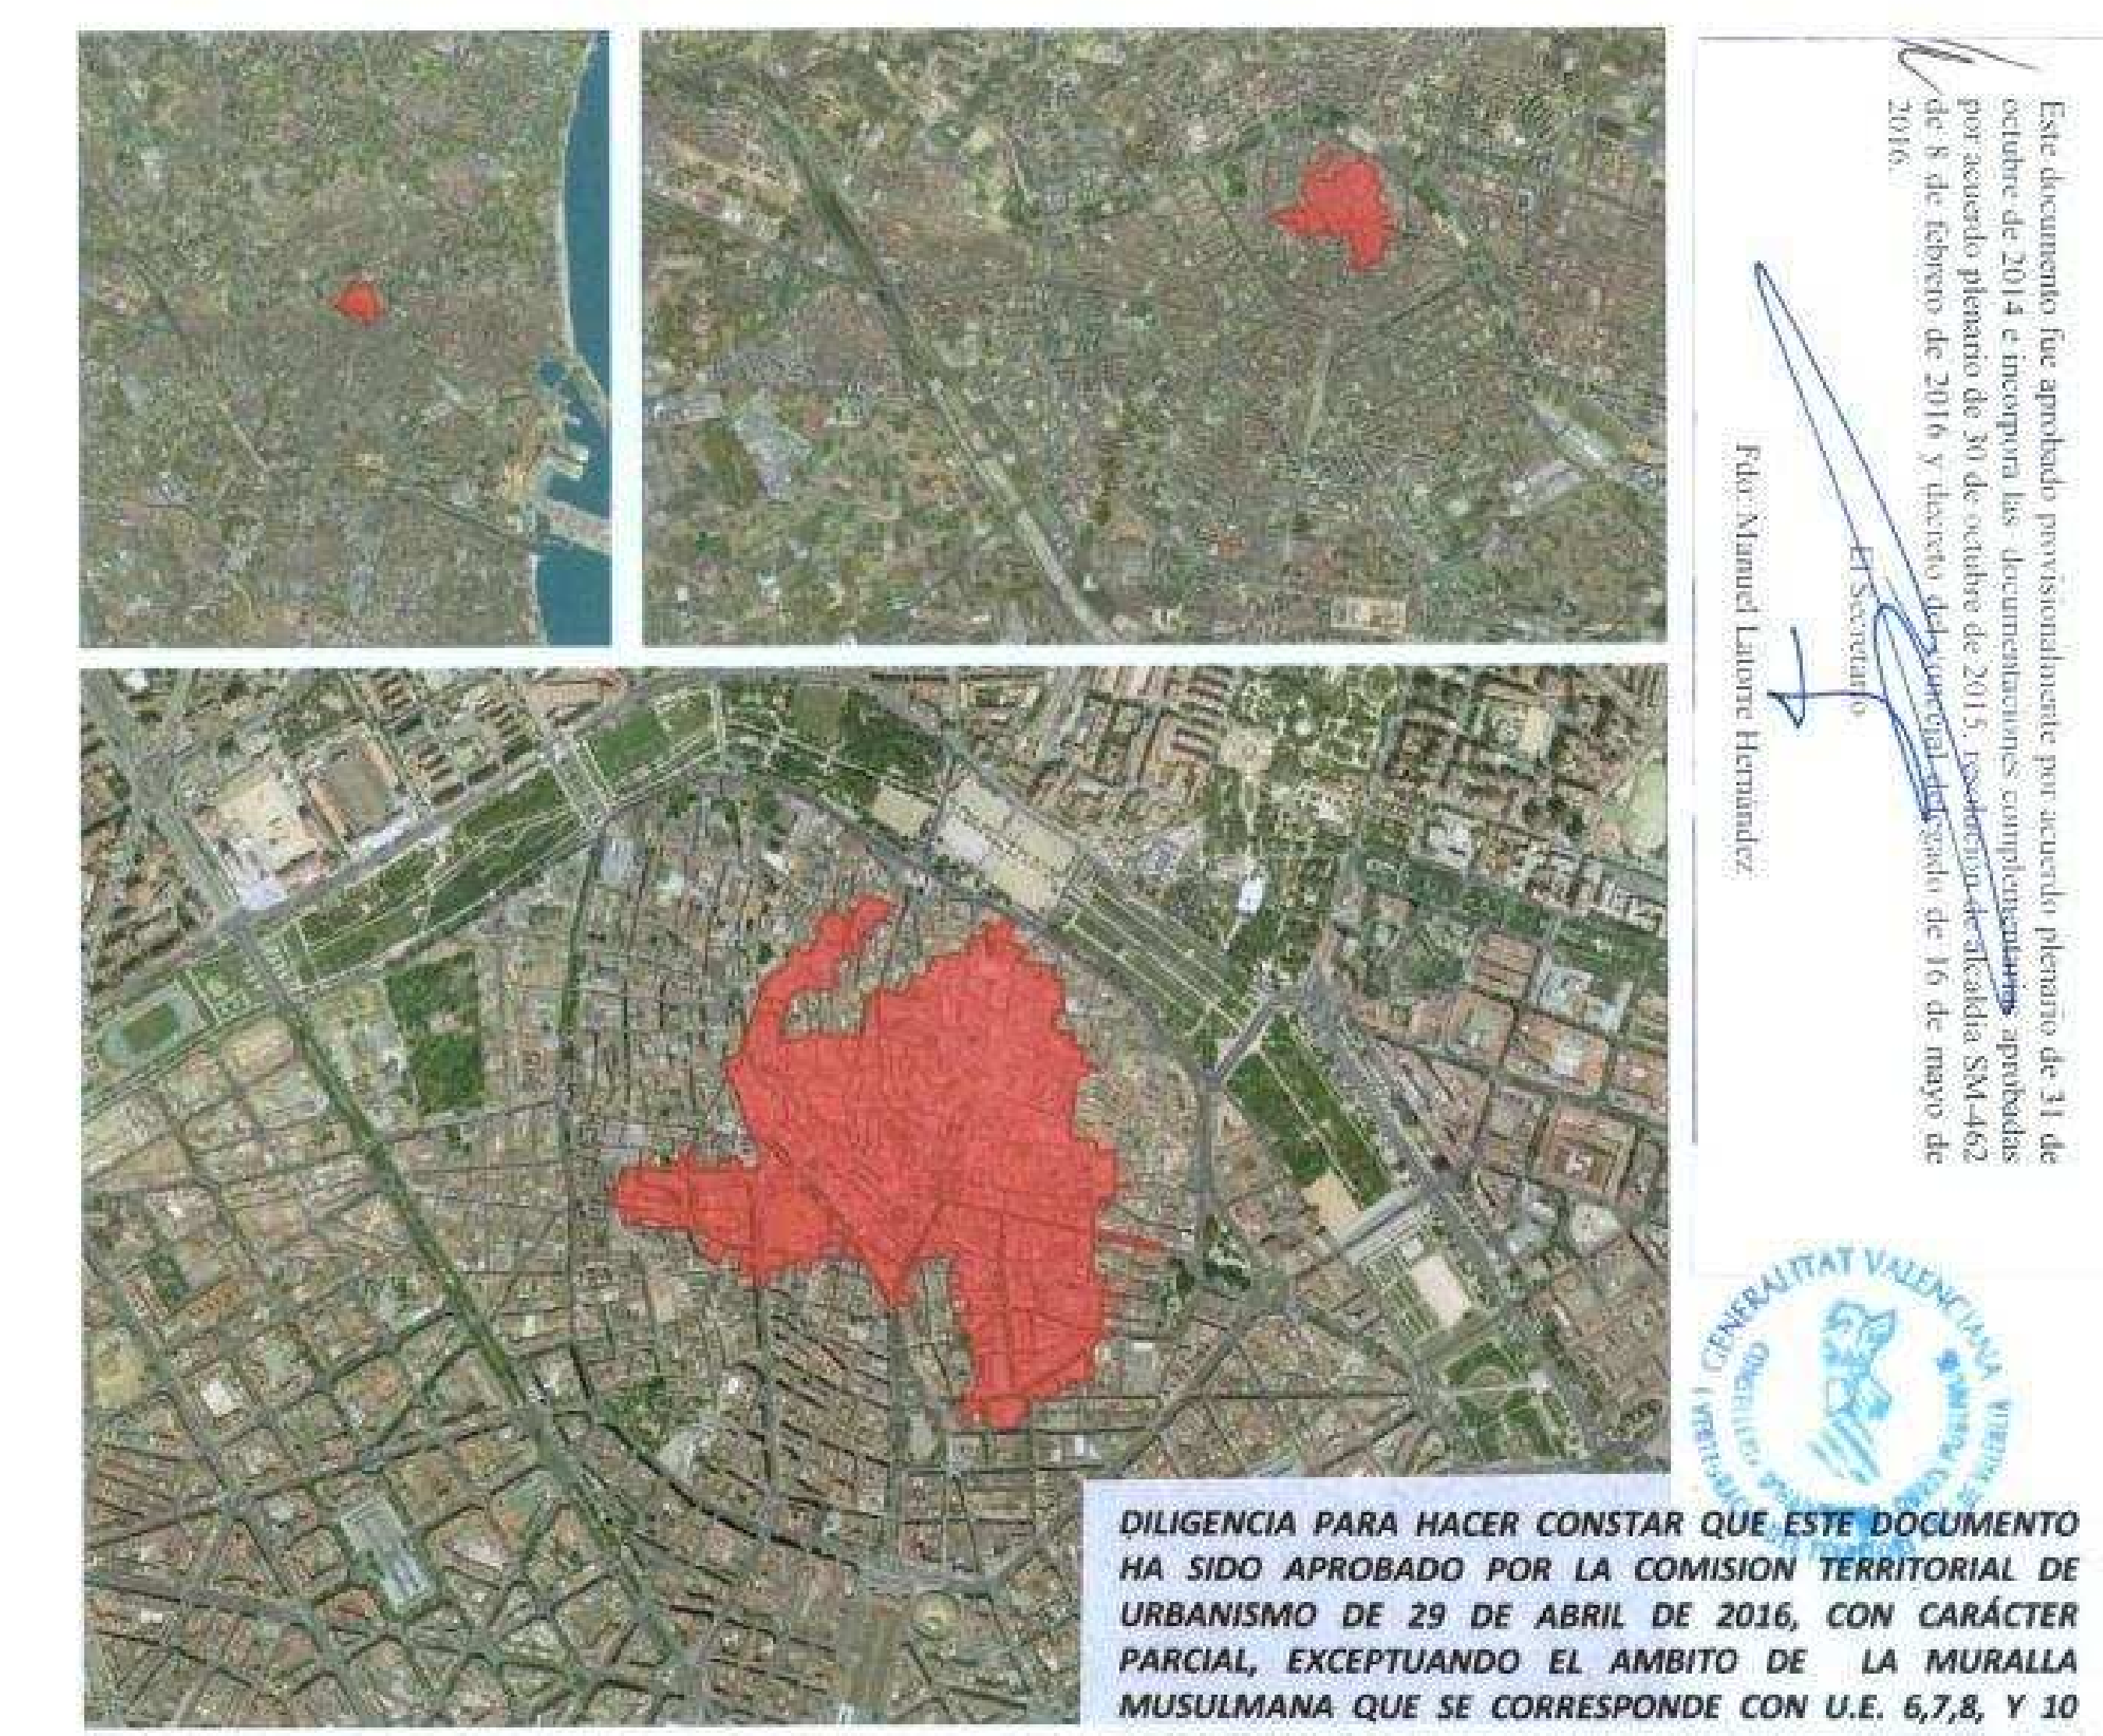 Este documento fue aprobado provisionalmente por acuerdo plenario de 31 de
octubre de 2014 e incorpora las documentaciones complementarias aprobadas
por acuerdo plenario de 30 de octubre de 2015, resolución de alcaldía SM-462
de 8 de febrero de 2016 y decreto del concejal delegado de 16 de mayo de
2016.
El Secretario
Fdo: Manuel Latorre Hernández
GENERALITAT VALENCIANA
DILIGENCIA PARA HACER CONSTAR QUE ESTE DOCUMENTO
HA SIDO APROBADO POR LA COMISION TERRITORIAL DE
URBANISMO DE 29 DE ABRIL DE 2016, CON CARÁCTER
PARCIAL, EXCEPTUANDO EL AMBITO DE LA MURALLA
MUSULMANA QUE SE CORRESPONDE CON U.E. 6,7,8, Y 10